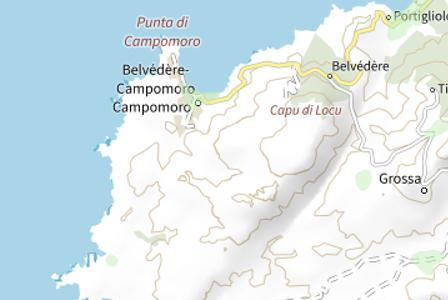 Punta di
Campomoro
Portigliolo
Belvédère-
Campomoro
Campomoro
Belvédère
Capu di Locu
Grossa